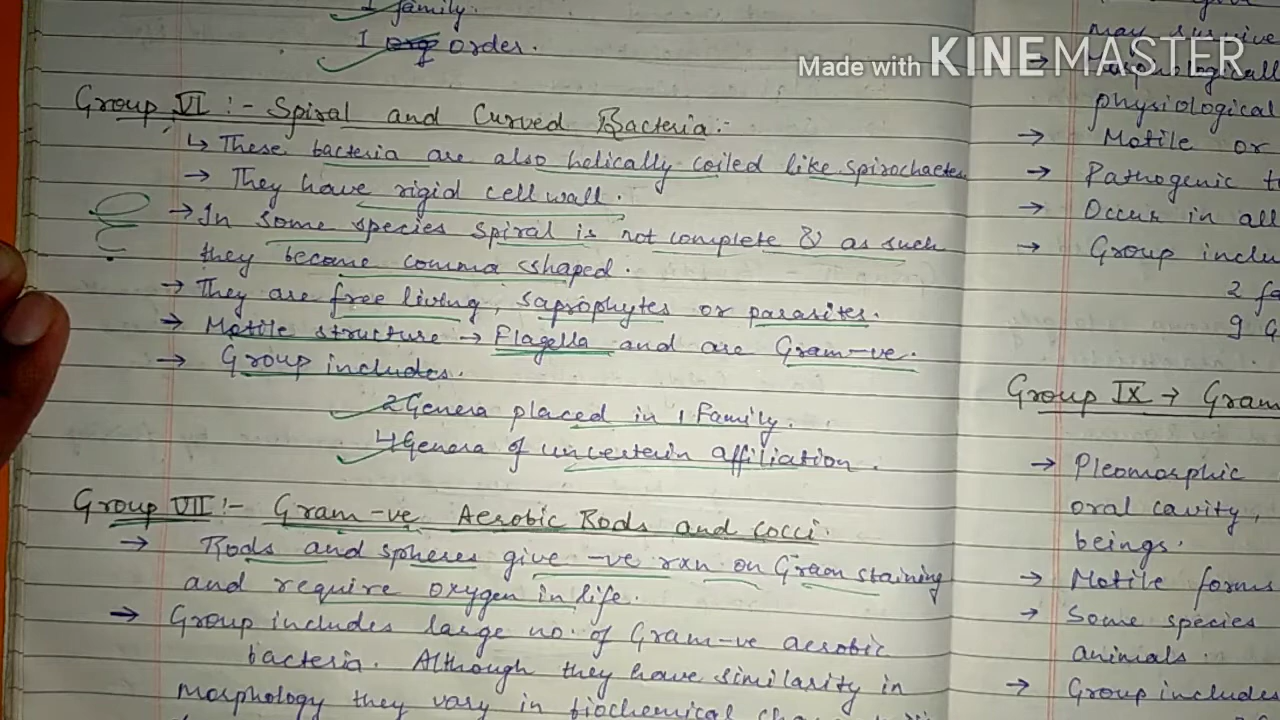 1 family.
1 order.
Group VI :- Spiral and Curved Bacteria :-
↳ These bacteria are also helically coiled like spirochaetes
→ They have rigid cell wall.
→ In some species spiral is not complete & as such
they become comma shaped.
→ They are free living, saprophytes or parasites.
→ Motile structure → Flagella and are Gram-ve.
→ Group includes.
2 Genera placed in 1 Family.
4 Genera of uncertain affiliation.
Group VII :- Gram-ve Aerobic Rods and cocci.
→ Rods and spheres give -ve rxn on Gram staining
and require oxygen in life.
→ Group includes large no. of Gram-ve aerobic
bacteria. Although they have similarity in
morphology they vary in biochemical
may survive
physiological
→ Motile or
→ Pathogenic
→ Occur in all
→ Group inclu
2 fa
9 G
Group IX → Gram
→ Pleomorphic
oral cavity,
beings.
→ Motile forms
→ Some species
animals.
→ Group includes
Made with KINEMASTER